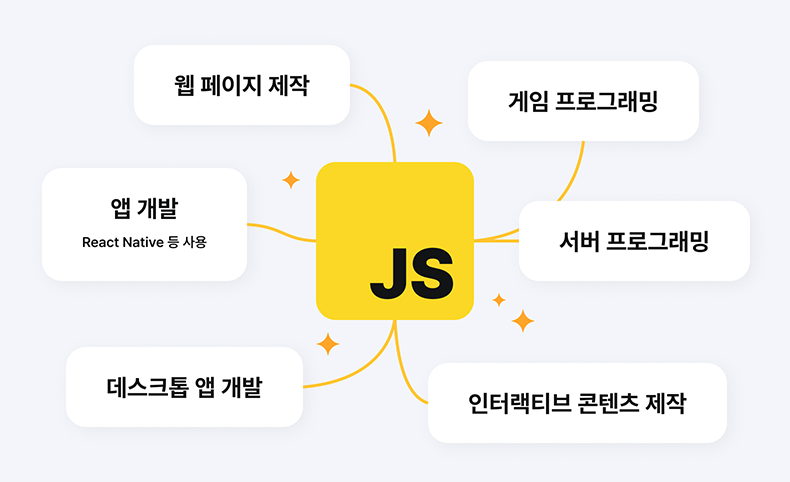 웹 페이지 제작
게임 프로그래밍
앱 개발
React Native 등 사용
서버 프로그래밍
JS
데스크톱 앱 개발
인터랙티브 콘텐츠 제작